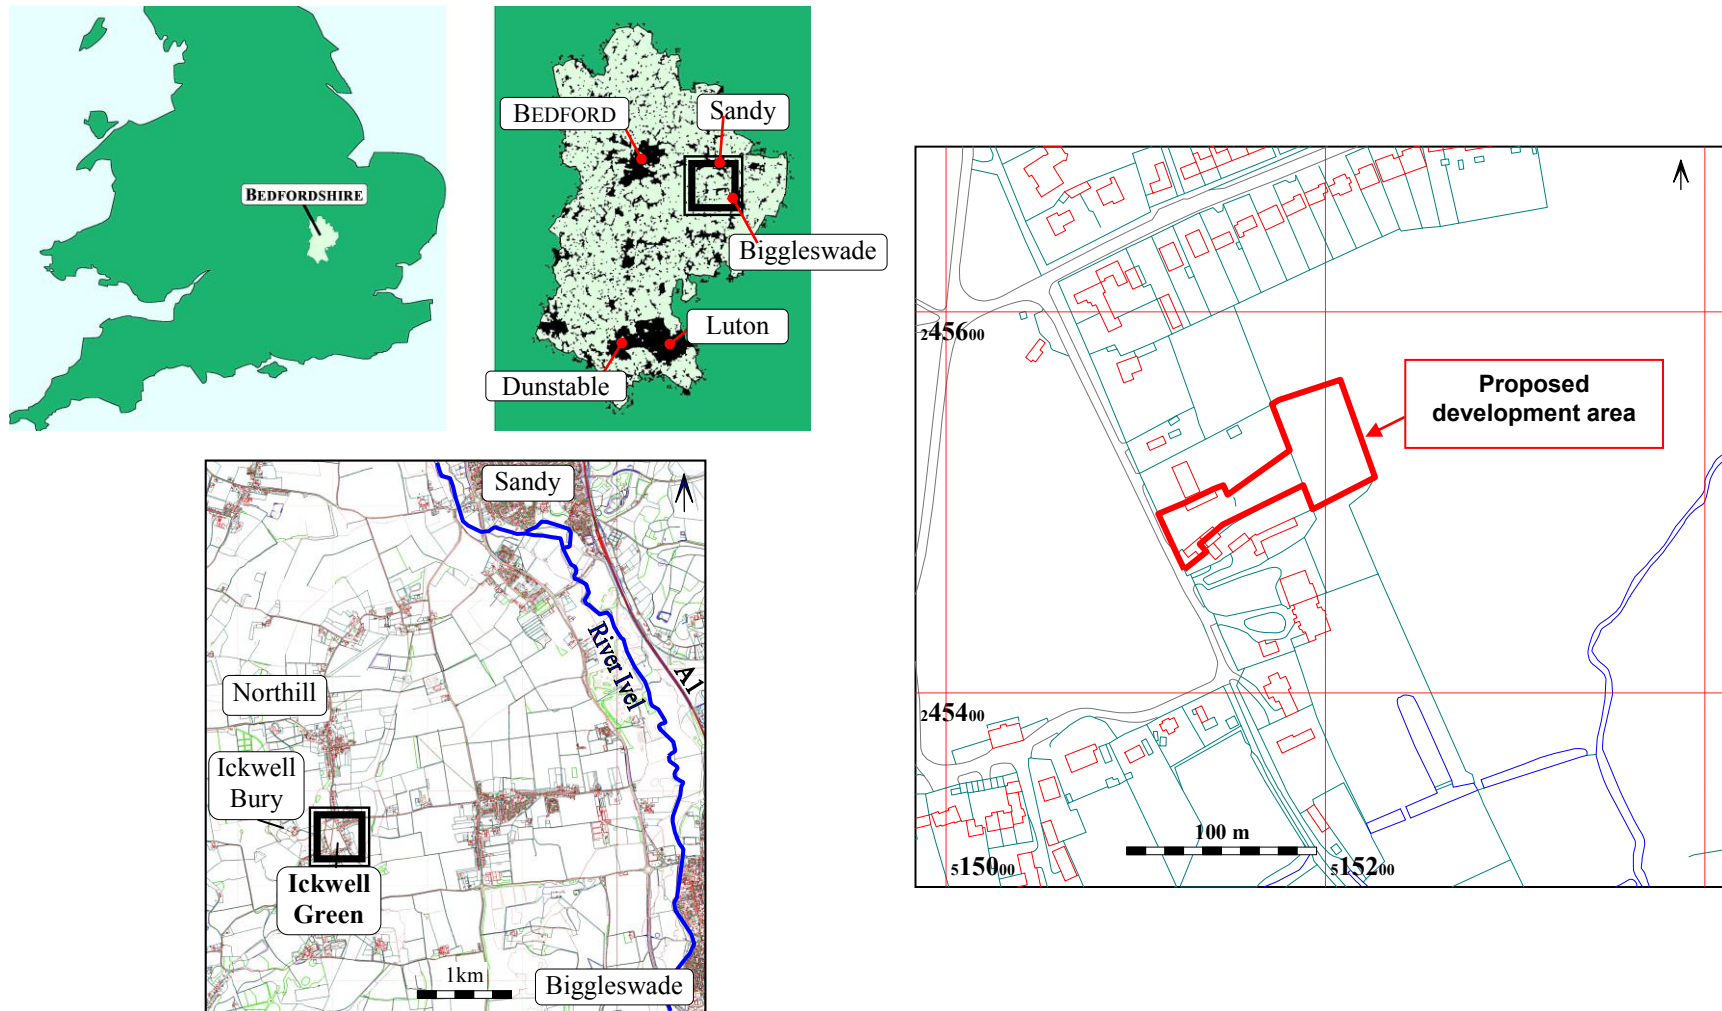 BEDFORDSHIRE
BEDFORD
Sandy
Biggleswade
Luton
Dunstable
Sandy
River Ivel
A1
Northill
Ickwell
Bury
Ickwell
Green
1km
Biggleswade
245600
Proposed
development area
245400
100 m
515000
515200